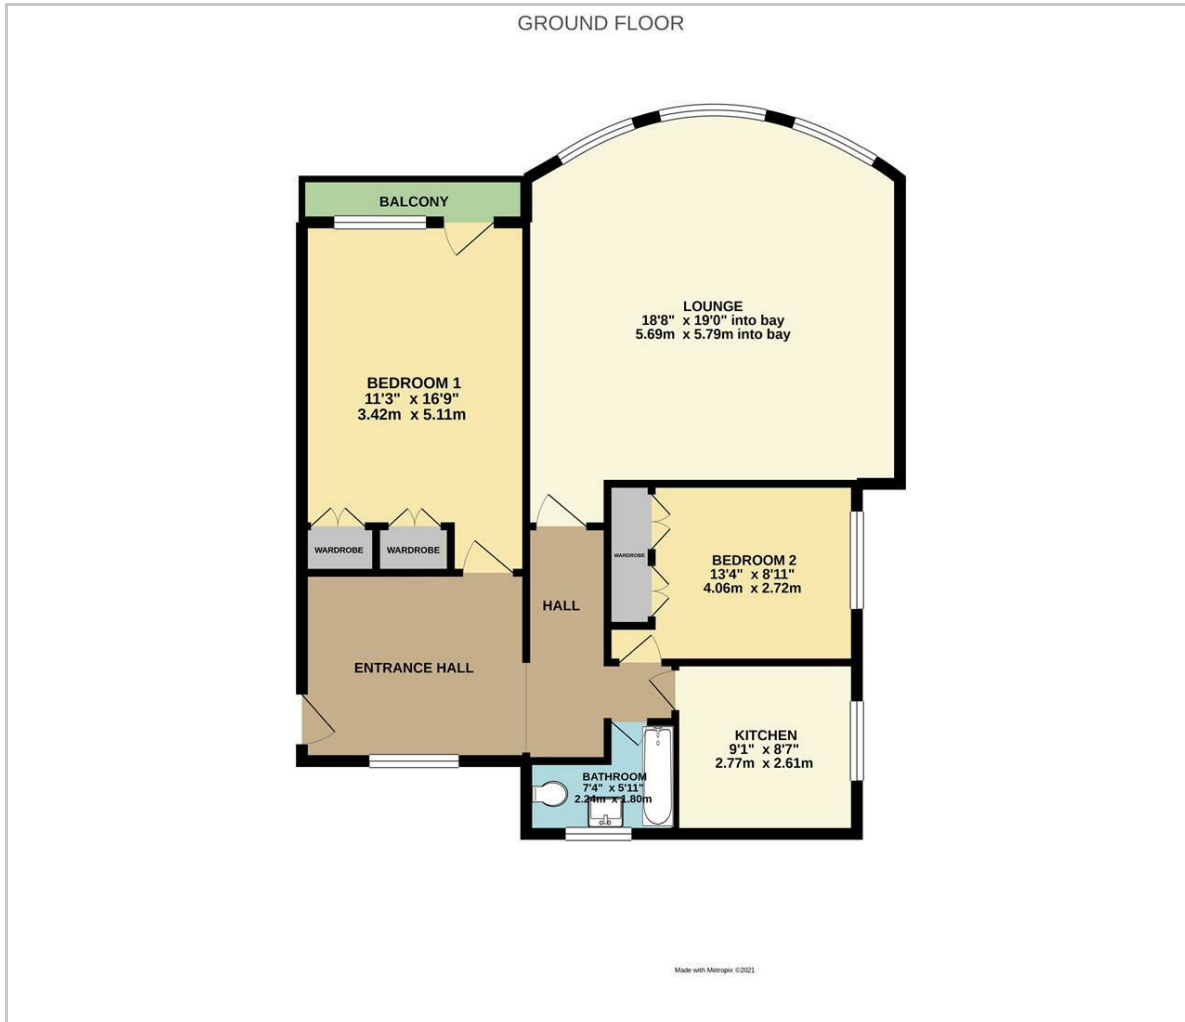 GROUND FLOOR
BALCONY
LOUNGE
18'8" x 19'0" into bay
5.69m x 5.79m into bay
BEDROOM 1
11'3" x 16'9"
3.42m x 5.11m
WARDROBE
WARDROBE
WARDROBE
BEDROOM 2
13'4" x 8'11"
4.06m x 2.72m
HALL
ENTRANCE HALL
KITCHEN
9'1" x 8'7"
2.77m x 2.61m
BATHROOM
7'4" x 5'11"
2.24m x 1.80m
Made with Metropix ©2021